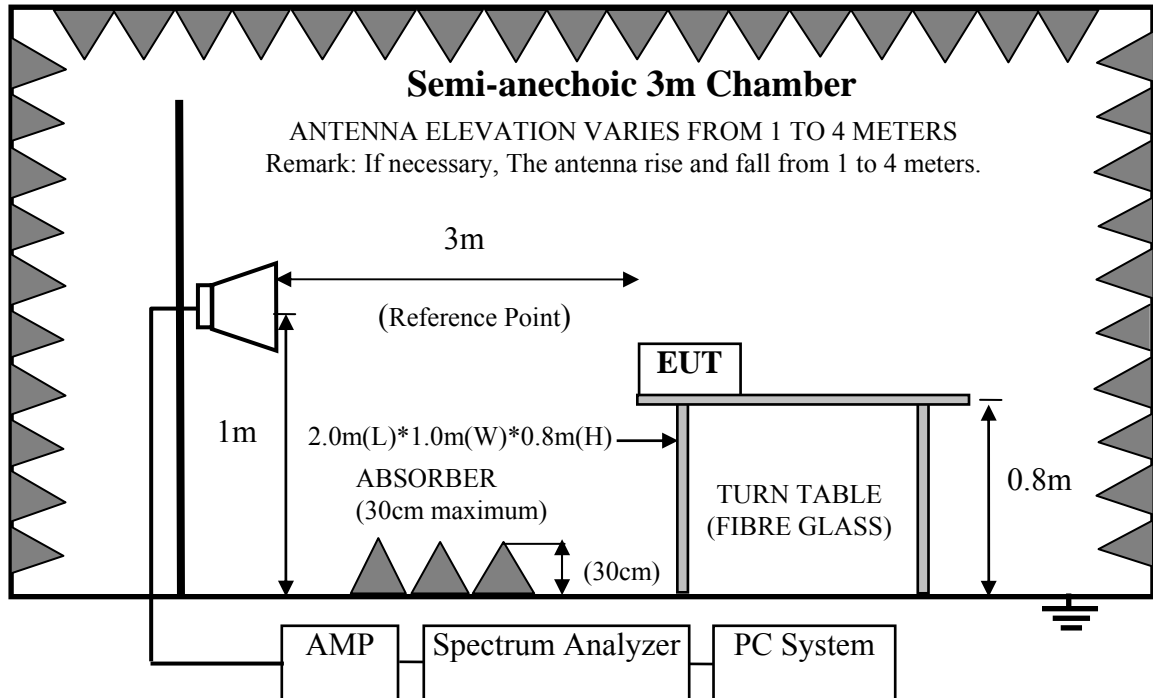 Semi-anechoic 3m Chamber
ANTENNA ELEVATION VARIES FROM 1 TO 4 METERS
Remark: If necessary, The antenna rise and fall from 1 to 4 meters.
3m
(Reference Point)
EUT
1m
2.0m(L)*1.0m(W)*0.8m(H)
ABSORBER
(30cm maximum)
(30cm)
TURN TABLE
(FIBRE GLASS)
0.8m
AMP
Spectrum Analyzer
PC System